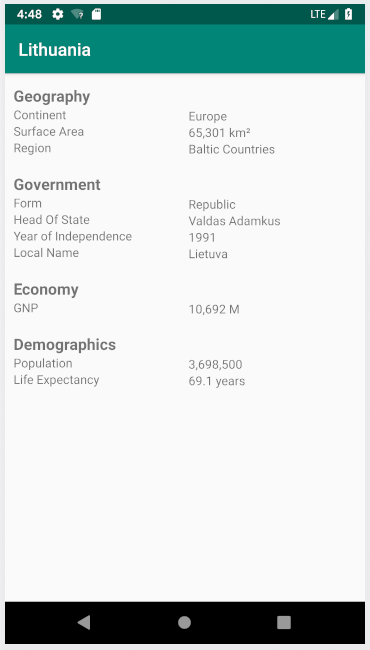 4:48 LTE
Lithuania
Geography
Continent Europe
Surface Area 65,301 km²
Region Baltic Countries
Government
Form Republic
Head Of State Valdas Adamkus
Year of Independence 1991
Local Name Lietuva
Economy
GNP 10,692 M
Demographics
Population 3,698,500
Life Expectancy 69.1 years